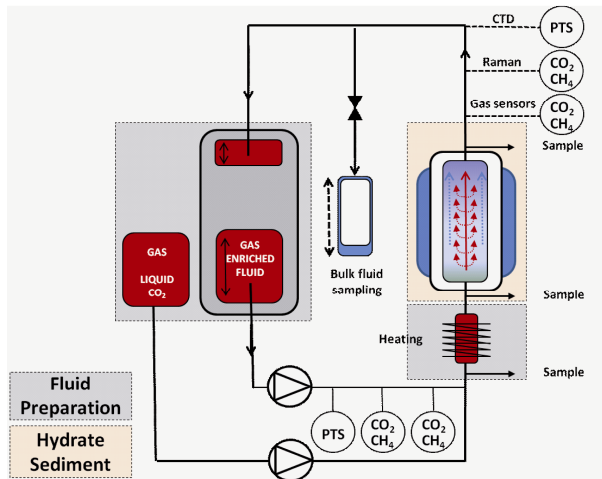 CTD
PTS
Raman
CO2
CH4
Gas sensors
CO2
CH4
Sample
GAS
LIQUID
CO2
GAS
ENRICHED
FLUID
Bulk fluid
sampling
Sample
Heating
Sample
Fluid
Preparation
Hydrate
Sediment
PTS
CO2
CH4
CO2
CH4